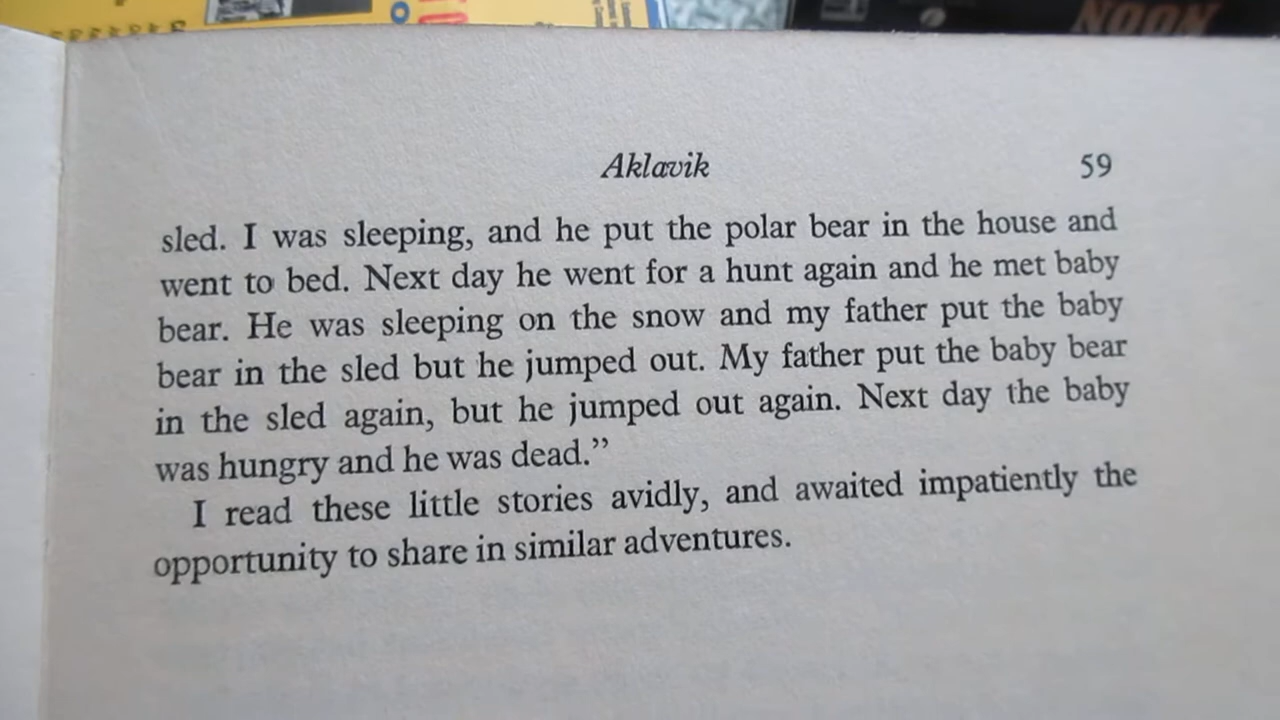 NOON
Aklavik 59
sled. I was sleeping, and he put the polar bear in the house and
went to bed. Next day he went for a hunt again and he met baby
bear. He was sleeping on the snow and my father put the baby
bear in the sled but he jumped out. My father put the baby bear
in the sled again, but he jumped out again. Next day the baby
was hungry and he was dead.”
I read these little stories avidly, and awaited impatiently the
opportunity to share in similar adventures.